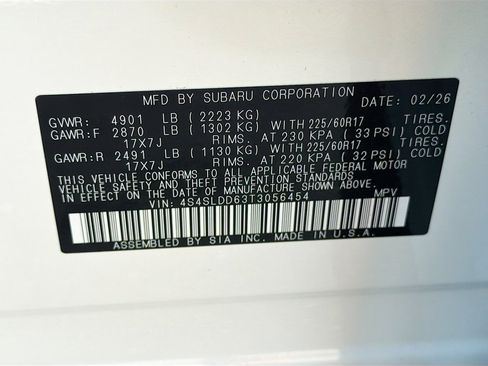 MFD BY SUBARU CORPORATION DATE: 02/26
GVWR: 4901 LB (2223 KG)
GAWR:F 2870 LB (1302 KG) WITH 225/60R17 TIRES.
17X7J RIMS. AT 230 KPA (33 PSI) COLD
GAWR:R 2491 LB (1130 KG) WITH 225/60R17 TIRES.
17X7J RIMS. AT 220 KPA (32 PSI) COLD
THIS VEHICLE CONFORMS TO ALL APPLICABLE FEDERAL MOTOR
VEHICLE SAFETY AND THEFT PREVENTION STANDARDS
IN EFFECT ON THE DATE OF MANUFACTURE SHOWN ABOVE.
VIN: 4S4SLDD63T3056454 MPV
ASSEMBLED BY SIA INC. MADE IN U.S.A.